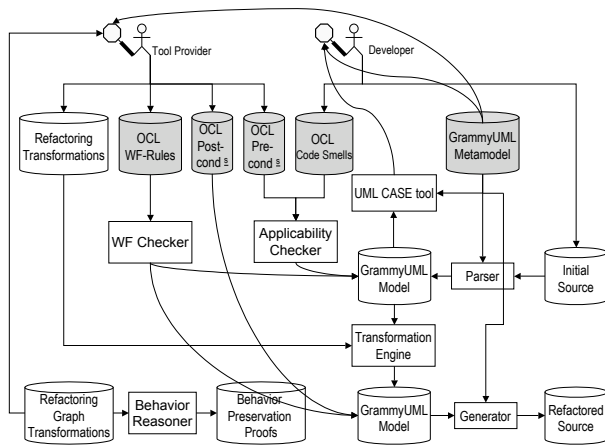 Tool Provider
Developer
Refactoring
Transformations
OCL
WF-Rules
OCL
Post-
cond s
OCL
Pre-
cond s
OCL
Code Smells
GrammyUML
Metamodel
UML CASE tool
WF Checker
Applicability
Checker
GrammyUML
Model
Parser
Initial
Source
Transformation
Engine
Refactoring
Graph
Transformations
Behavior
Reasoner
Behavior
Preservation
Proofs
GrammyUML
Model
Generator
Refactored
Source